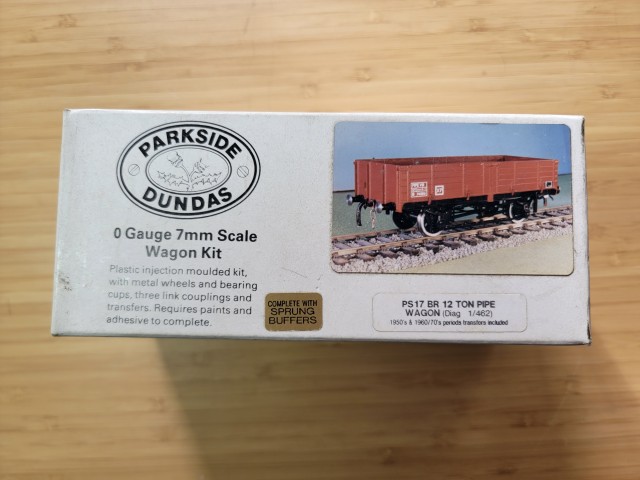 PARKSIDE
DUNDAS
0 Gauge 7mm Scale
Wagon Kit
Plastic injection moulded kit,
with metal wheels and bearing
cups, three link couplings and
transfers. Requires paints and
adhesive to complete.
COMPLETE WITH
SPRUNG
BUFFERS
PS17 BR 12 TON PIPE
WAGON (Diag 1/462)
1950's & 1960/70's periods transfers included